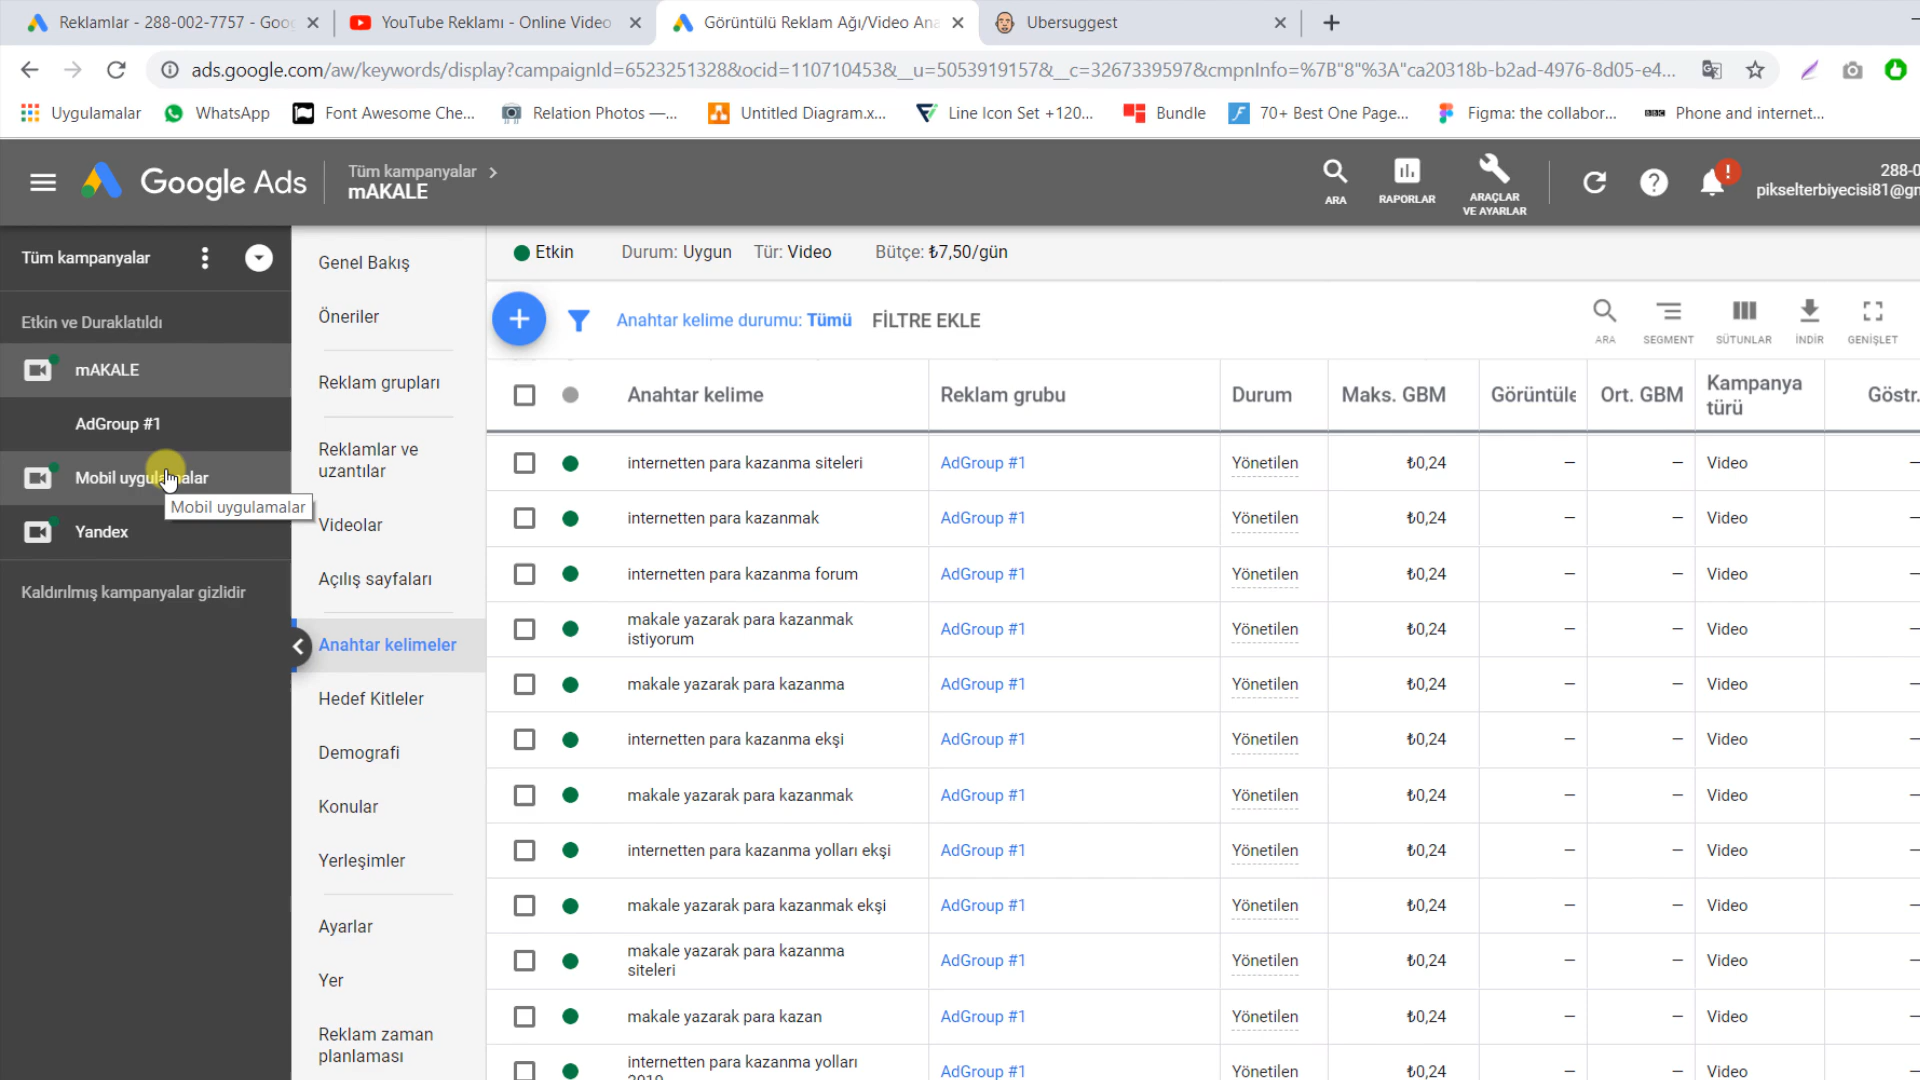 Reklamlar - 288-002-7757 - Goog
YouTube Reklamı - Online Video
Görüntülü Reklam Ağı/Video Ana
Ubersuggest
ads.google.com/aw/keywords/display?campaignId=6523251328&ocid=110710453&__u=5053919157&__c=3267339597&cmpnInfo=%7B"8"%3A"ca20318b-b2ad-4976-8d05-e4...
Uygulamalar
WhatsApp
Font Awesome Che...
Relation Photos —...
Untitled Diagram.x...
Line Icon Set +120...
Bundle
70+ Best One Page...
Figma: the collabor...
BBC
Phone and internet...
Google Ads
Tüm kampanyalar
mAKALE
ARA
RAPORLAR
ARAÇLAR
VE AYARLAR
!
288-0
pikselterbiyecisi81@gm
Tüm kampanyalar
Etkin ve Duraklatıldı
mAKALE
AdGroup #1
Mobil uygulamalar
Mobil uygulamalar
Yandex
Kaldırılmış kampanyalar gizlidir
Genel Bakış
Öneriler
Reklam grupları
Reklamlar ve
uzantılar
Videolar
Açılış sayfaları
Anahtar kelimeler
Hedef Kitleler
Demografi
Konular
Yerleşimler
Ayarlar
Yer
Reklam zaman
planlaması
Etkin
Durum: Uygun
Tür: Video
Bütçe: ₺7,50/gün
Anahtar kelime durumu: Tümü
FİLTRE EKLE
ARA
SEGMENT
SÜTUNLAR
İNDİR
GENİŞLET
Anahtar kelime
Reklam grubu
Durum
Maks. GBM
Görüntüle
Ort. GBM
Kampanya
türü
Göstr.
internetten para kazanma siteleri AdGroup #1 Yönetilen ₺0,24 — — Video —
internetten para kazanmak AdGroup #1 Yönetilen ₺0,24 — — Video —
internetten para kazanma forum AdGroup #1 Yönetilen ₺0,24 — — Video —
makale yazarak para kazanmak
istiyorum AdGroup #1 Yönetilen ₺0,24 — — Video —
makale yazarak para kazanma AdGroup #1 Yönetilen ₺0,24 — — Video —
internetten para kazanma ekşi AdGroup #1 Yönetilen ₺0,24 — — Video —
makale yazarak para kazanmak AdGroup #1 Yönetilen ₺0,24 — — Video —
internetten para kazanma yolları ekşi AdGroup #1 Yönetilen ₺0,24 — — Video —
makale yazarak para kazanmak ekşi AdGroup #1 Yönetilen ₺0,24 — — Video —
makale yazarak para kazanma
siteleri AdGroup #1 Yönetilen ₺0,24 — — Video —
makale yazarak para kazan AdGroup #1 Yönetilen ₺0,24 — — Video —
internetten para kazanma yolları
2019 AdGroup #1 Yönetilen ₺0,24 — — Video —